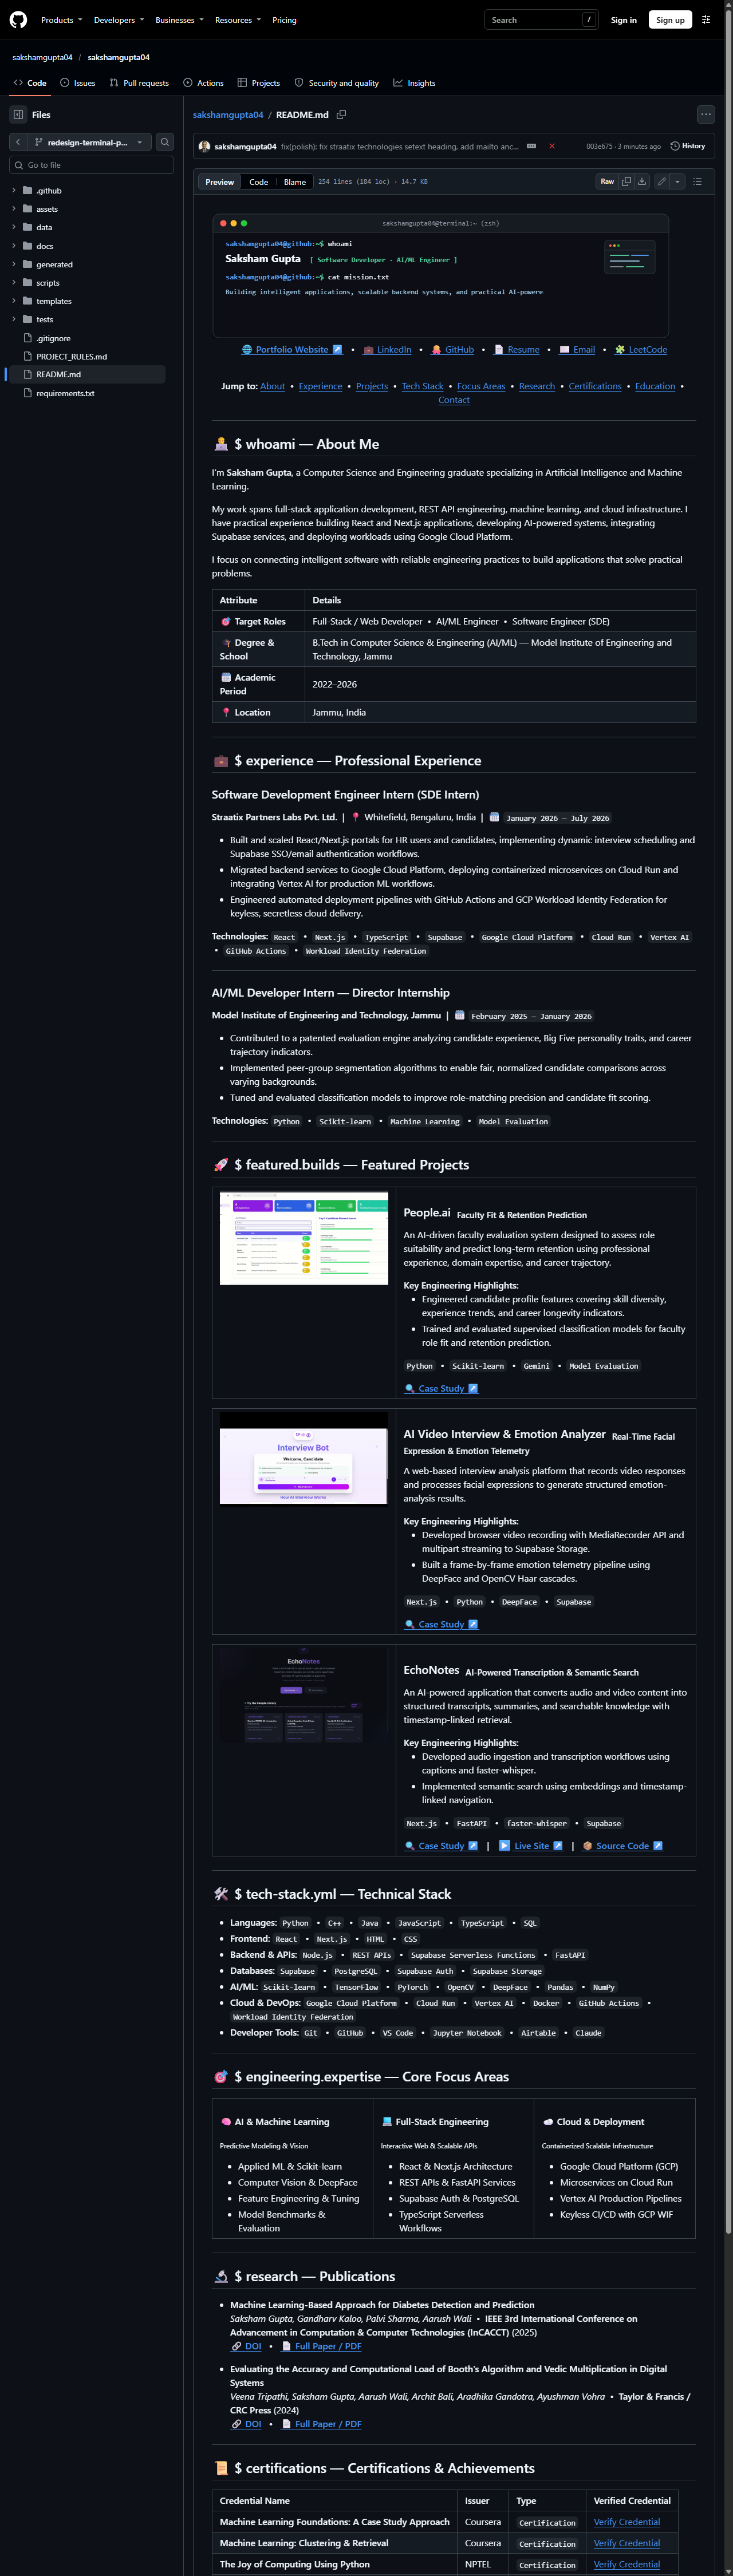 Products Developers Businesses Resources Pricing Search / Sign in Sign up
sakshamgupta04 / sakshamgupta04
Code Issues Pull requests Actions Projects Security and quality Insights
Files
redesign-terminal-p...
Go to file
.github
assets
data
docs
generated
scripts
templates
tests
.gitignore
PROJECT_RULES.md
README.md
requirements.txt
sakshamgupta04 / README.md
sakshamgupta04 fix(polish): fix straatix technologies setext heading, add mailto anc... 003e675 · 3 minutes ago History
Preview Code Blame 254 lines (184 loc) · 14.7 KB Raw
sakshamgupta04@terminal:~ (zsh)
sakshamgupta04@github:~$ whoami
Saksham Gupta [ Software Developer · AI/ML Engineer ]
sakshamgupta04@github:~$ cat mission.txt
Building intelligent applications, scalable backend systems, and practical AI-powere
Portfolio Website • LinkedIn • GitHub • Resume • Email • LeetCode
Jump to: About • Experience • Projects • Tech Stack • Focus Areas • Research • Certifications • Education •
Contact
$ whoami — About Me
I'm Saksham Gupta, a Computer Science and Engineering graduate specializing in Artificial Intelligence and Machine
Learning.
My work spans full-stack application development, REST API engineering, machine learning, and cloud infrastructure. I
have practical experience building React and Next.js applications, developing AI-powered systems, integrating
Supabase services, and deploying workloads using Google Cloud Platform.
I focus on connecting intelligent software with reliable engineering practices to build applications that solve practical
problems.
Attribute Details
Target Roles Full-Stack / Web Developer • AI/ML Engineer • Software Engineer (SDE)
Degree &
School
B.Tech in Computer Science & Engineering (AI/ML) — Model Institute of Engineering and
Technology, Jammu
Academic
Period
2022–2026
Location Jammu, India
$ experience — Professional Experience
Software Development Engineer Intern (SDE Intern)
Straatix Partners Labs Pvt. Ltd. | Whitefield, Bengaluru, India | January 2026 – July 2026
• Built and scaled React/Next.js portals for HR users and candidates, implementing dynamic interview scheduling and
Supabase SSO/email authentication workflows.
• Migrated backend services to Google Cloud Platform, deploying containerized microservices on Cloud Run and
integrating Vertex AI for production ML workflows.
• Engineered automated deployment pipelines with GitHub Actions and GCP Workload Identity Federation for
keyless, secretless cloud delivery.
Technologies: React • Next.js • TypeScript • Supabase • Google Cloud Platform • Cloud Run • Vertex AI
• GitHub Actions • Workload Identity Federation
AI/ML Developer Intern — Director Internship
Model Institute of Engineering and Technology, Jammu | February 2025 – January 2026
• Contributed to a patented evaluation engine analyzing candidate experience, Big Five personality traits, and career
trajectory indicators.
• Implemented peer-group segmentation algorithms to enable fair, normalized candidate comparisons across
varying backgrounds.
• Tuned and evaluated classification models to improve role-matching precision and candidate fit scoring.
Technologies: Python • Scikit-learn • Machine Learning • Model Evaluation
$ featured.builds — Featured Projects
People.ai Faculty Fit & Retention Prediction
An AI-driven faculty evaluation system designed to assess role
suitability and predict long-term retention using professional
experience, domain expertise, and career trajectory.
Key Engineering Highlights:
• Engineered candidate profile features covering skill diversity,
experience trends, and career longevity indicators.
• Trained and evaluated supervised classification models for faculty
role fit and retention prediction.
Python • Scikit-learn • Gemini • Model Evaluation
Case Study
Interview Bot
Welcome, Candidate
How AI Interview Works
AI Video Interview & Emotion Analyzer Real-Time Facial
Expression & Emotion Telemetry
A web-based interview analysis platform that records video responses
and processes facial expressions to generate structured emotion-
analysis results.
Key Engineering Highlights:
• Developed browser video recording with MediaRecorder API and
multipart streaming to Supabase Storage.
• Built a frame-by-frame emotion telemetry pipeline using
DeepFace and OpenCV Haar cascades.
Next.js • Python • DeepFace • Supabase
Case Study
EchoNotes
EchoNotes AI-Powered Transcription & Semantic Search
An AI-powered application that converts audio and video content into
structured transcripts, summaries, and searchable knowledge with
timestamp-linked retrieval.
Key Engineering Highlights:
• Developed audio ingestion and transcription workflows using
captions and faster-whisper.
• Implemented semantic search using embeddings and timestamp-
linked navigation.
Next.js • FastAPI • faster-whisper • Supabase
Case Study | Live Site | Source Code
$ tech-stack.yml — Technical Stack
• Languages: Python • C++ • Java • JavaScript • TypeScript • SQL
• Frontend: React • Next.js • HTML • CSS
• Backend & APIs: Node.js • REST APIs • Supabase Serverless Functions • FastAPI
• Databases: Supabase • PostgreSQL • Supabase Auth • Supabase Storage
• AI/ML: Scikit-learn • TensorFlow • PyTorch • OpenCV • DeepFace • Pandas • NumPy
• Cloud & DevOps: Google Cloud Platform • Cloud Run • Vertex AI • Docker • GitHub Actions •
Workload Identity Federation
• Developer Tools: Git • GitHub • VS Code • Jupyter Notebook • Airtable • Claude
$ engineering.expertise — Core Focus Areas
AI & Machine Learning
Predictive Modeling & Vision
• Applied ML & Scikit-learn
• Computer Vision & DeepFace
• Feature Engineering & Tuning
• Model Benchmarks &
Evaluation
Full-Stack Engineering
Interactive Web & Scalable APIs
• React & Next.js Architecture
• REST APIs & FastAPI Services
• Supabase Auth & PostgreSQL
• TypeScript Serverless
Workflows
Cloud & Deployment
Containerized Scalable Infrastructure
• Google Cloud Platform (GCP)
• Microservices on Cloud Run
• Vertex AI Production Pipelines
• Keyless CI/CD with GCP WIF
$ research — Publications
• Machine Learning-Based Approach for Diabetes Detection and Prediction
Saksham Gupta, Gandharv Kaloo, Palvi Sharma, Aarush Wali • IEEE 3rd International Conference on
Advancement in Computation & Computer Technologies (InCACCT) (2025)
DOI • Full Paper / PDF
• Evaluating the Accuracy and Computational Load of Booth's Algorithm and Vedic Multiplication in Digital
Systems
Veena Tripathi, Saksham Gupta, Aarush Wali, Archit Bali, Aradhika Gandotra, Ayushman Vohra • Taylor & Francis /
CRC Press (2024)
DOI • Full Paper / PDF
$ certifications — Certifications & Achievements
Credential Name Issuer Type Verified Credential
Machine Learning Foundations: A Case Study Approach Coursera Certification Verify Credential
Machine Learning: Clustering & Retrieval Coursera Certification Verify Credential
The Joy of Computing Using Python NPTEL Certification Verify Credential